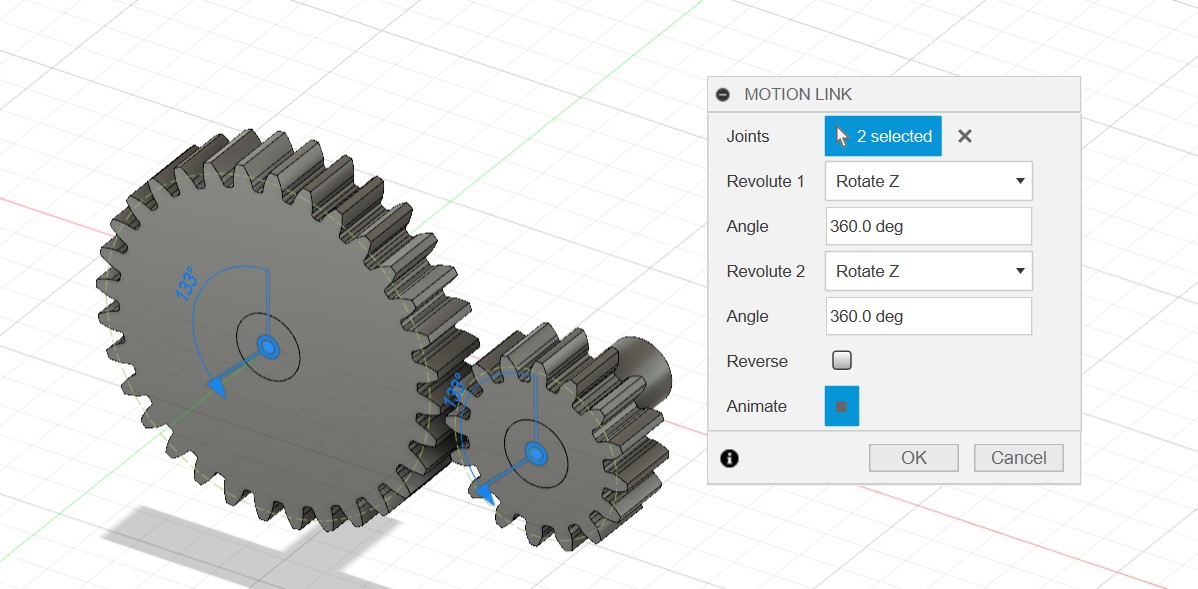 133°
133°
MOTION LINK
Joints 2 selected
Revolute 1 Rotate Z
Angle 360.0 deg
Revolute 2 Rotate Z
Angle 360.0 deg
Reverse
Animate
OK Cancel